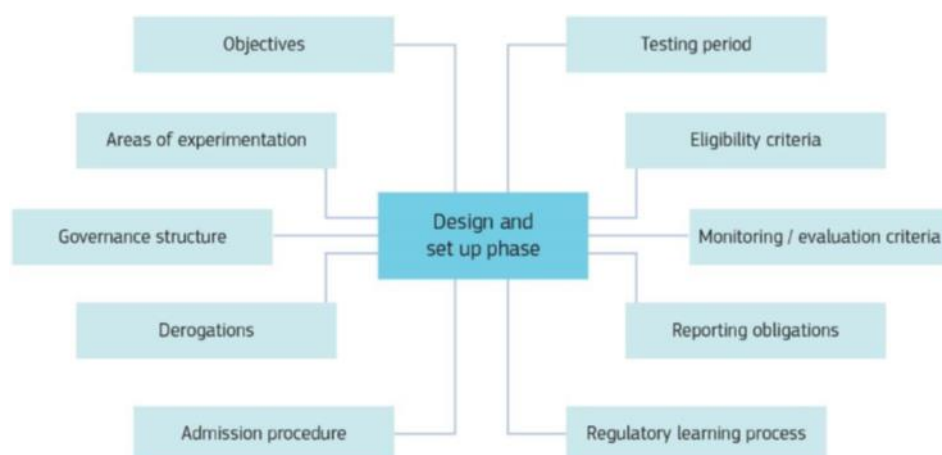 Objectives
Testing period
Areas of experimentation
Eligibility criteria
Design and
set up phase
Governance structure
Monitoring / evaluation criteria
Derogations
Reporting obligations
Admission procedure
Regulatory learning process